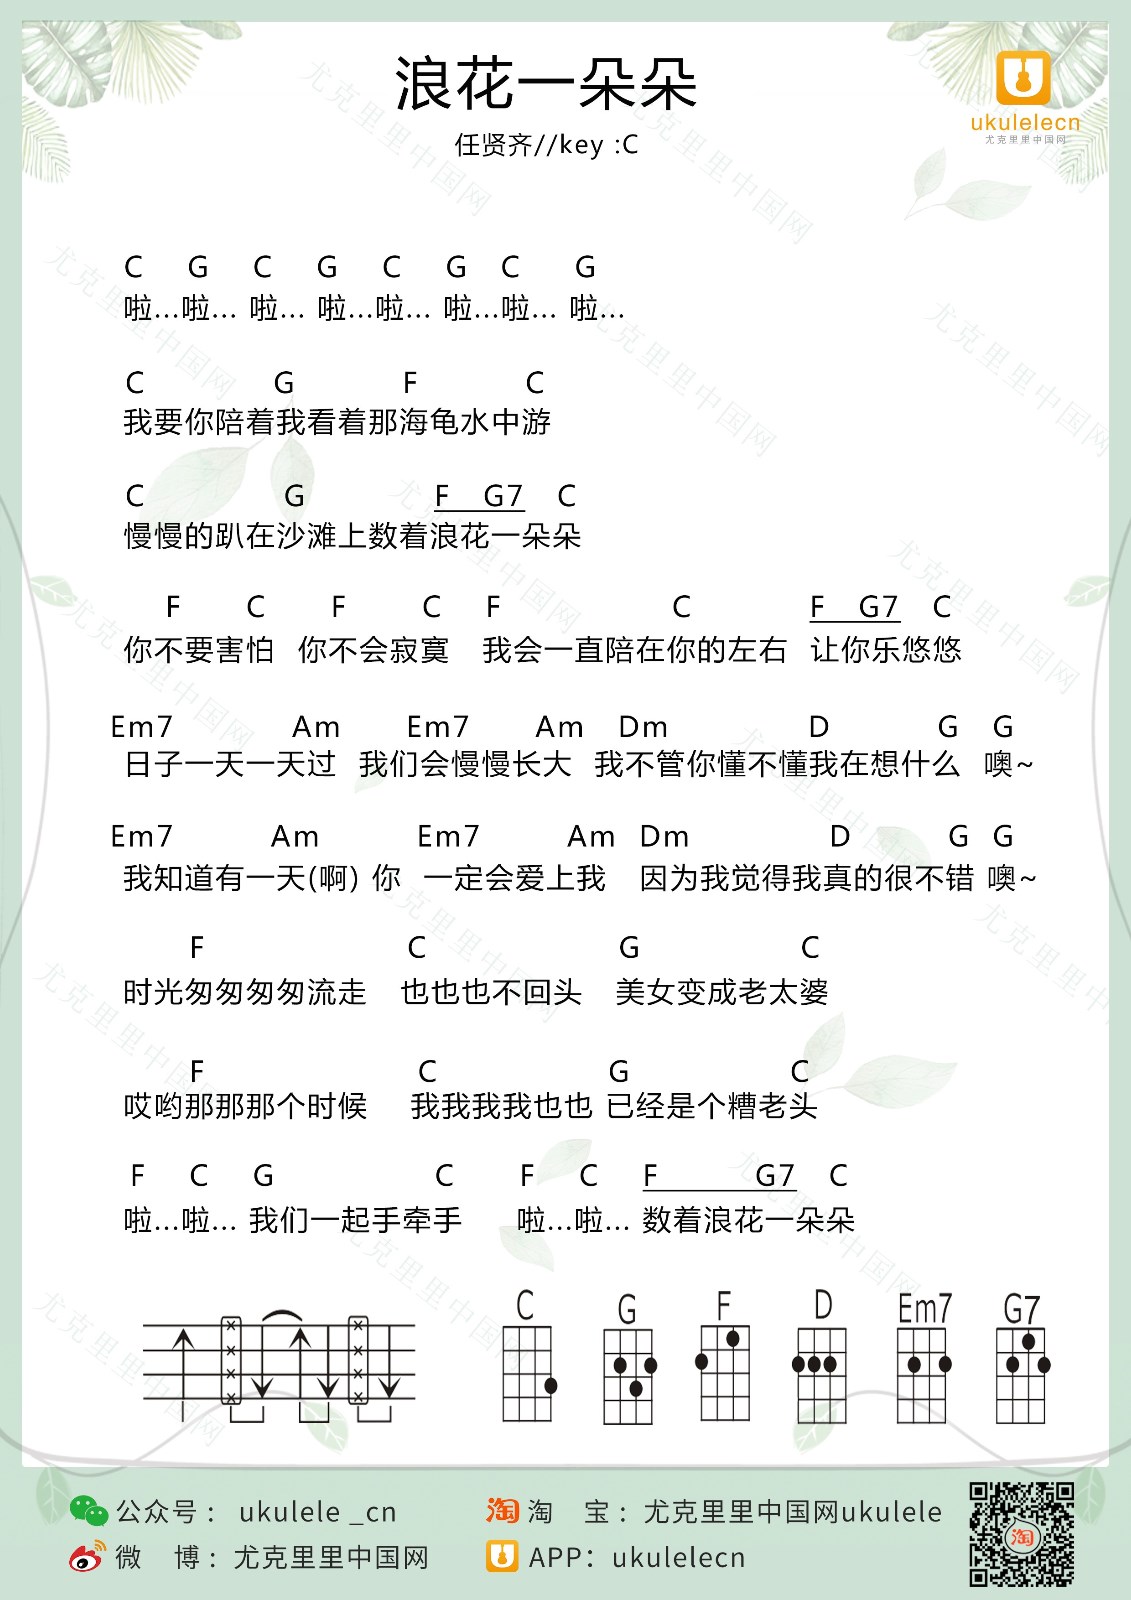 浪花一朵朵
任贤齐//key :C
ukulelecn
尤克里里中国网
C G C G C G C G
啦...啦... 啦... 啦...啦... 啦...啦... 啦...
C G F C
我要你陪着我看着那海龟水中游
C G F G7 C
慢慢的趴在沙滩上数着浪花一朵朵
F C F C F C F G7 C
你不要害怕 你不会寂寞 我会一直陪在你的左右 让你乐悠悠
Em7 Am Em7 Am Dm D G G
日子一天一天过 我们会慢慢长大 我不管你懂不懂我在想什么 噢~
Em7 Am Em7 Am Dm D G G
我知道有一天(啊) 你 一定会爱上我 因为我觉得我真的很不错 噢~
F C G C
时光匆匆匆匆流走 也也也不回头 美女变成老太婆
F C G C
哎哟那那那个时候 我我我我也也 已经是个糟老头
F C G C F C F G7 C
啦...啦... 我们一起手牵手 啦...啦... 数着浪花一朵朵
C G F D Em7 G7
公众号： ukulele _cn
淘 淘 宝： 尤克里里中国网ukulele
微 博： 尤克里里中国网
APP：ukulelecn
淘